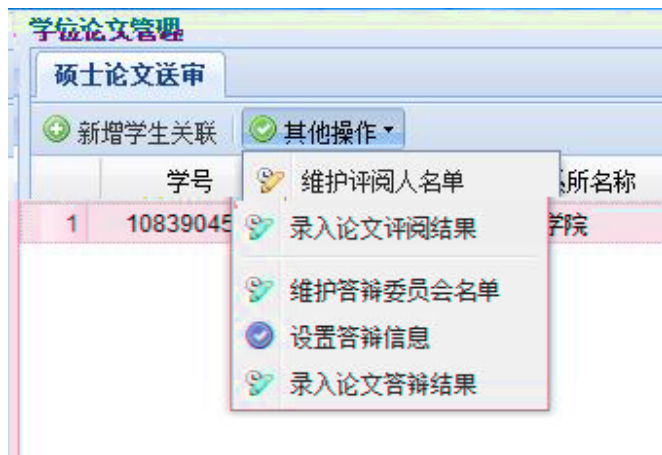 学位论文管理
硕士论文送审
新增学生关联 其他操作
学号 系所名称
1 10839045 学院
维护评阅人名单
录入论文评阅结果
维护答辩委员会名单
设置答辩信息
录入论文答辩结果